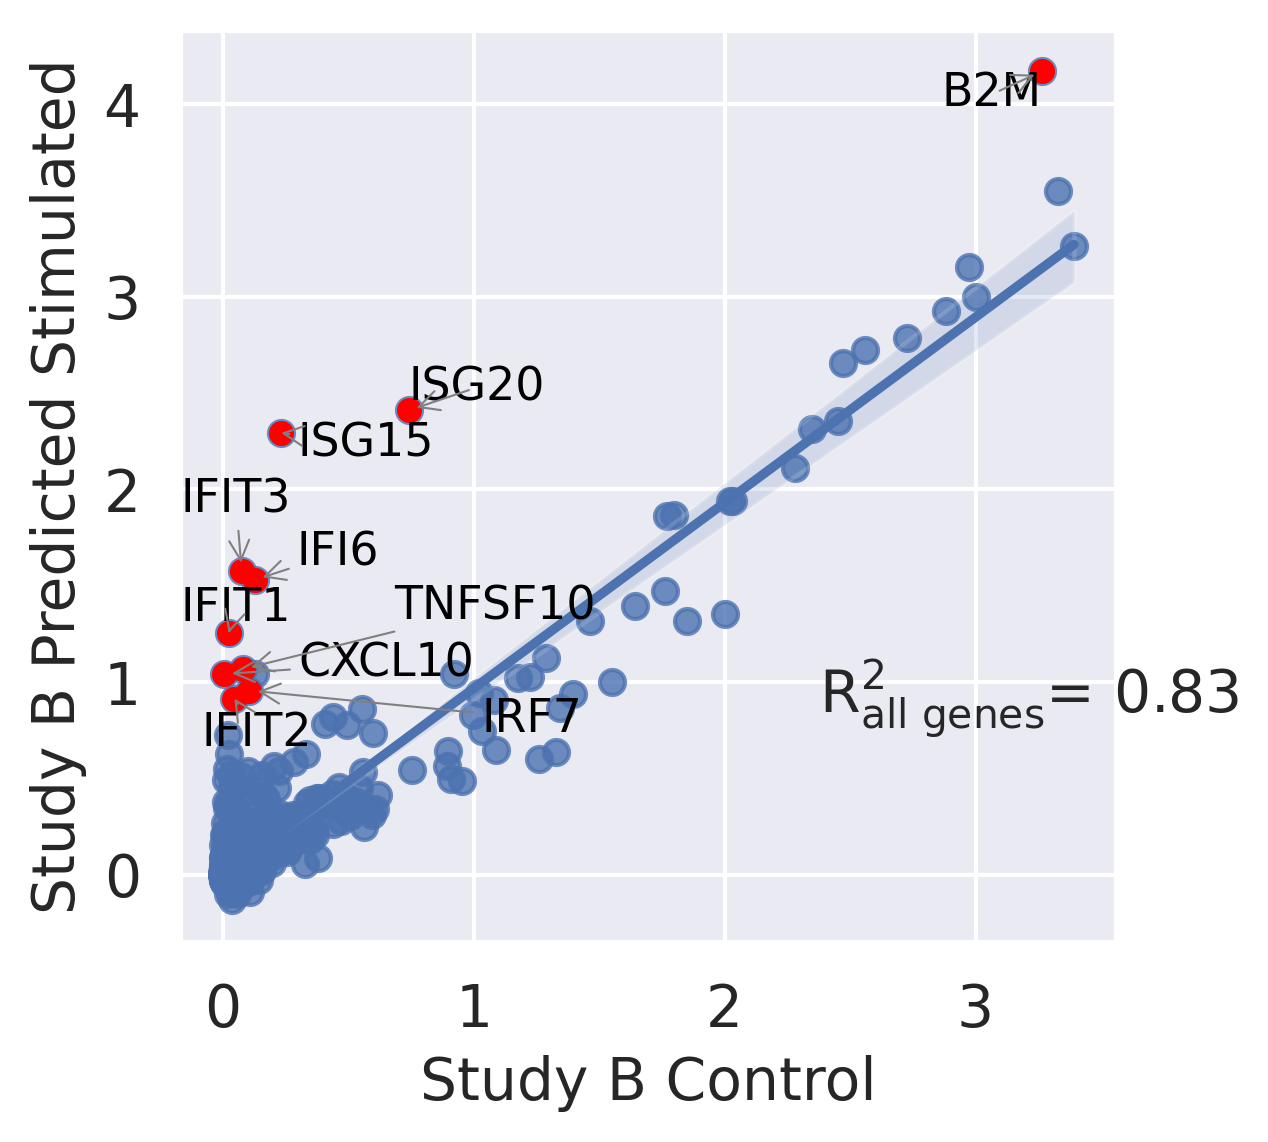 Study B Predicted Stimulated
4
3
2
1
0
B2M
ISG20
ISG15
IFIT3
IFI6
IFIT1
TNFSF10
CXCL10
IFIT2
IRF7
R²all genes = 0.83
0
1
2
3
Study B Control